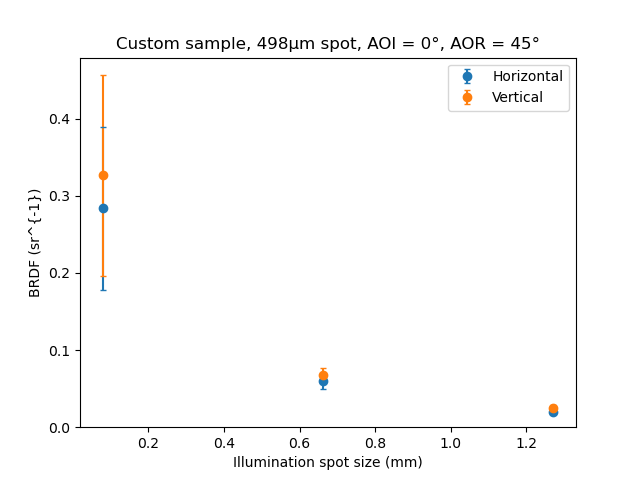 Custom sample, 498μm spot, AOI = 0°, AOR = 45°
Horizontal
Vertical
BRDF (sr^{-1})
0.4
0.3
0.2
0.1
0.0
0.2 0.4 0.6 0.8 1.0 1.2
Illumination spot size (mm)